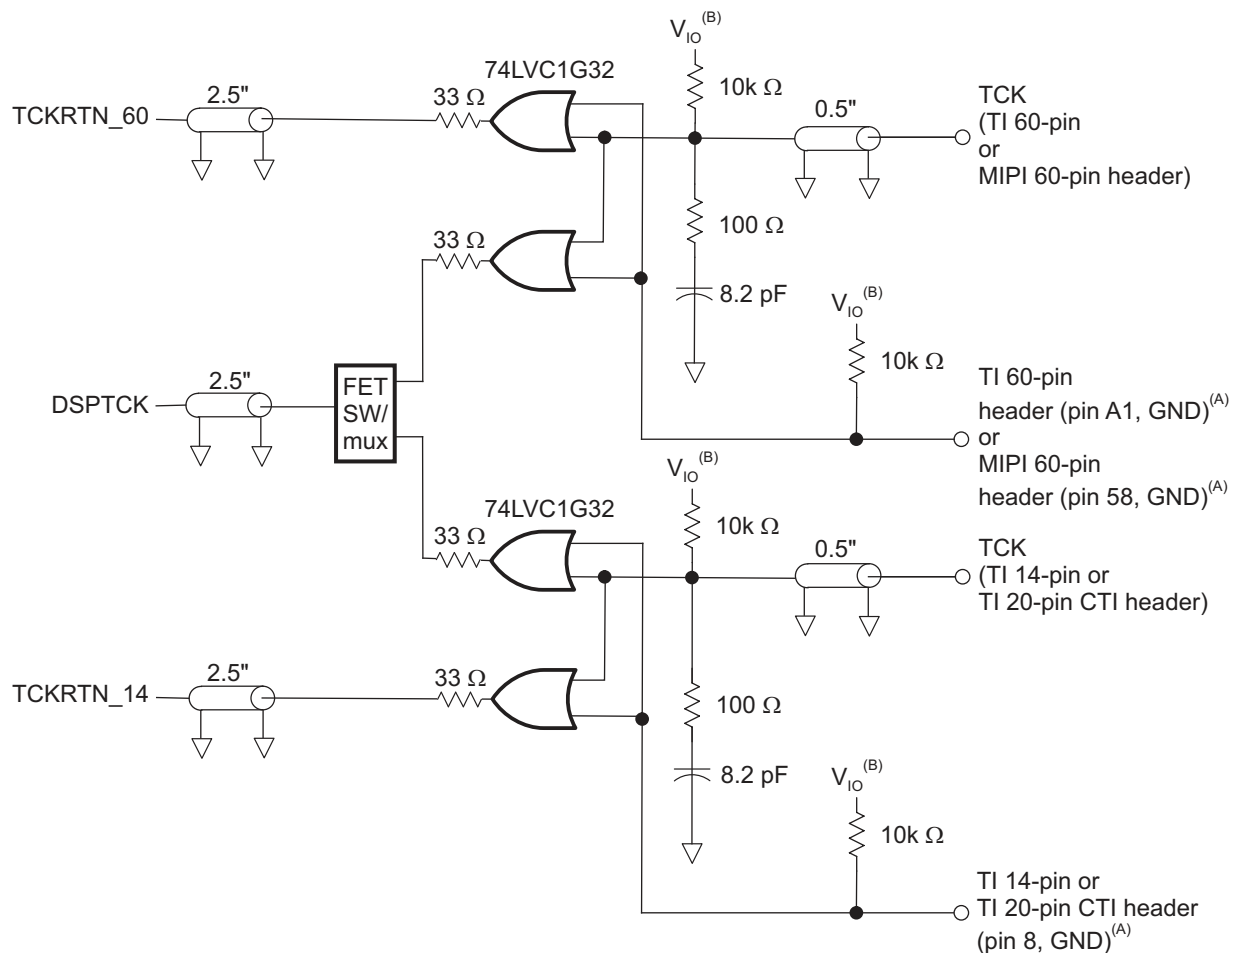 V_IO^(B)
74LVC1G32
10k Ω
2.5"
33 Ω
0.5"
TCKRTN_60
TCK
(TI 60-pin
or
MIPI 60-pin header)
33 Ω
100 Ω
8.2 pF
V_IO^(B)
10k Ω
2.5"
DSPTCK
FET
SW/
mux
TI 60-pin
header (pin A1, GND)^(A)
or
MIPI 60-pin
header (pin 58, GND)^(A)
V_IO^(B)
74LVC1G32
10k Ω
33 Ω
0.5"
TCK
(TI 14-pin or
TI 20-pin CTI header)
2.5"
33 Ω
TCKRTN_14
100 Ω
8.2 pF
V_IO^(B)
10k Ω
TI 14-pin or
TI 20-pin CTI header
(pin 8, GND)^(A)